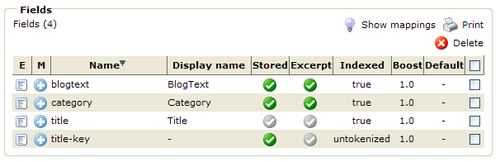 Fields
Fields (4)
Show mappings Print
Delete
E M Name Display name Stored Excerpt Indexed Boost Default
blogtext BlogText true 1.0 -
category Category true 1.0 -
title Title true 1.0 -
title-key - untokenized 1.0 -